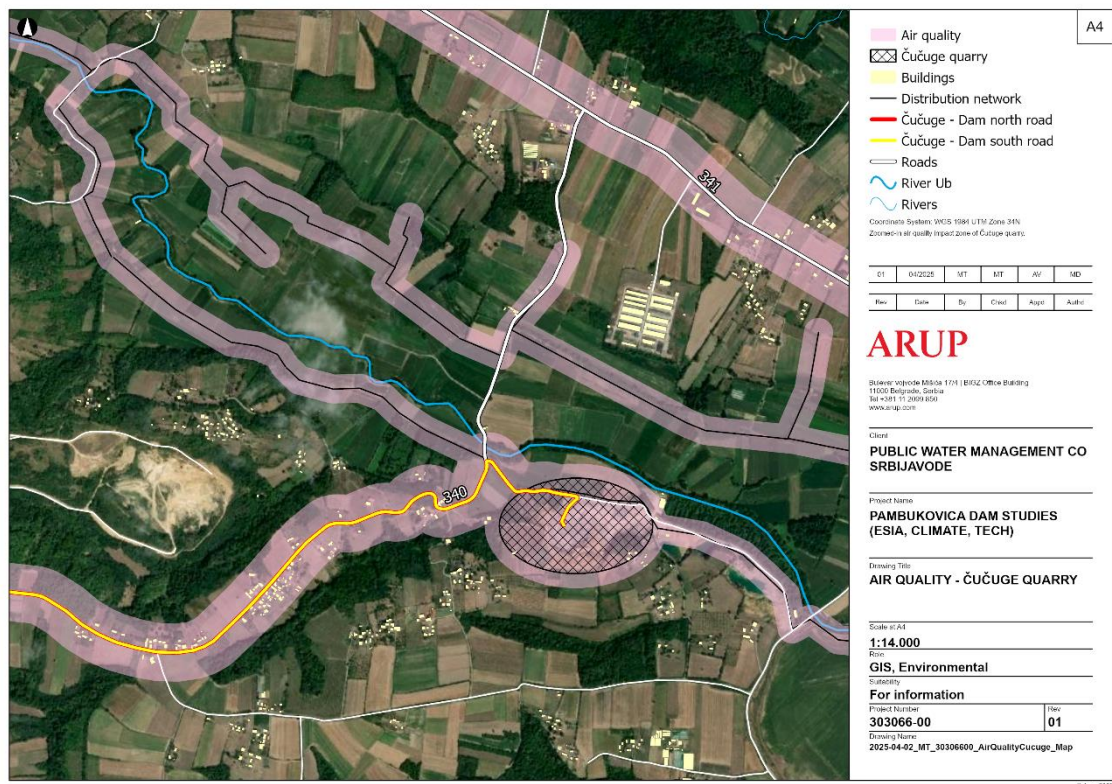 A4
Air quality
Čučuge quarry
Buildings
Distribution network
Čučuge - Dam north road
Čučuge - Dam south road
Roads
River Ub
Rivers
Coordinate System: WGS 1984 UTM Zone 34N
Zoomed-in air quality impact zone of Čučuge quarry.
01 04/2025 MT MT AV MD
Rev Date By Chkd Appd Authd
ARUP
Bulevar vojvode Mišića 17/4 | BIGZ Office Building
11000 Belgrade, Serbia
Tel +381 11 2099 850
www.arup.com
Client
PUBLIC WATER MANAGEMENT CO
SRBIJAVODE
Project Name
PAMBUKOVICA DAM STUDIES
(ESIA, CLIMATE, TECH)
Drawing Title
AIR QUALITY - ČUČUGE QUARRY
Scale at A4
1:14.000
Role
GIS, Environmental
Suitability
For information
Project Number
303066-00
Rev
01
Drawing Name
2025-04-02_MT_30306600_AirQualityCucuge_Map
341
340